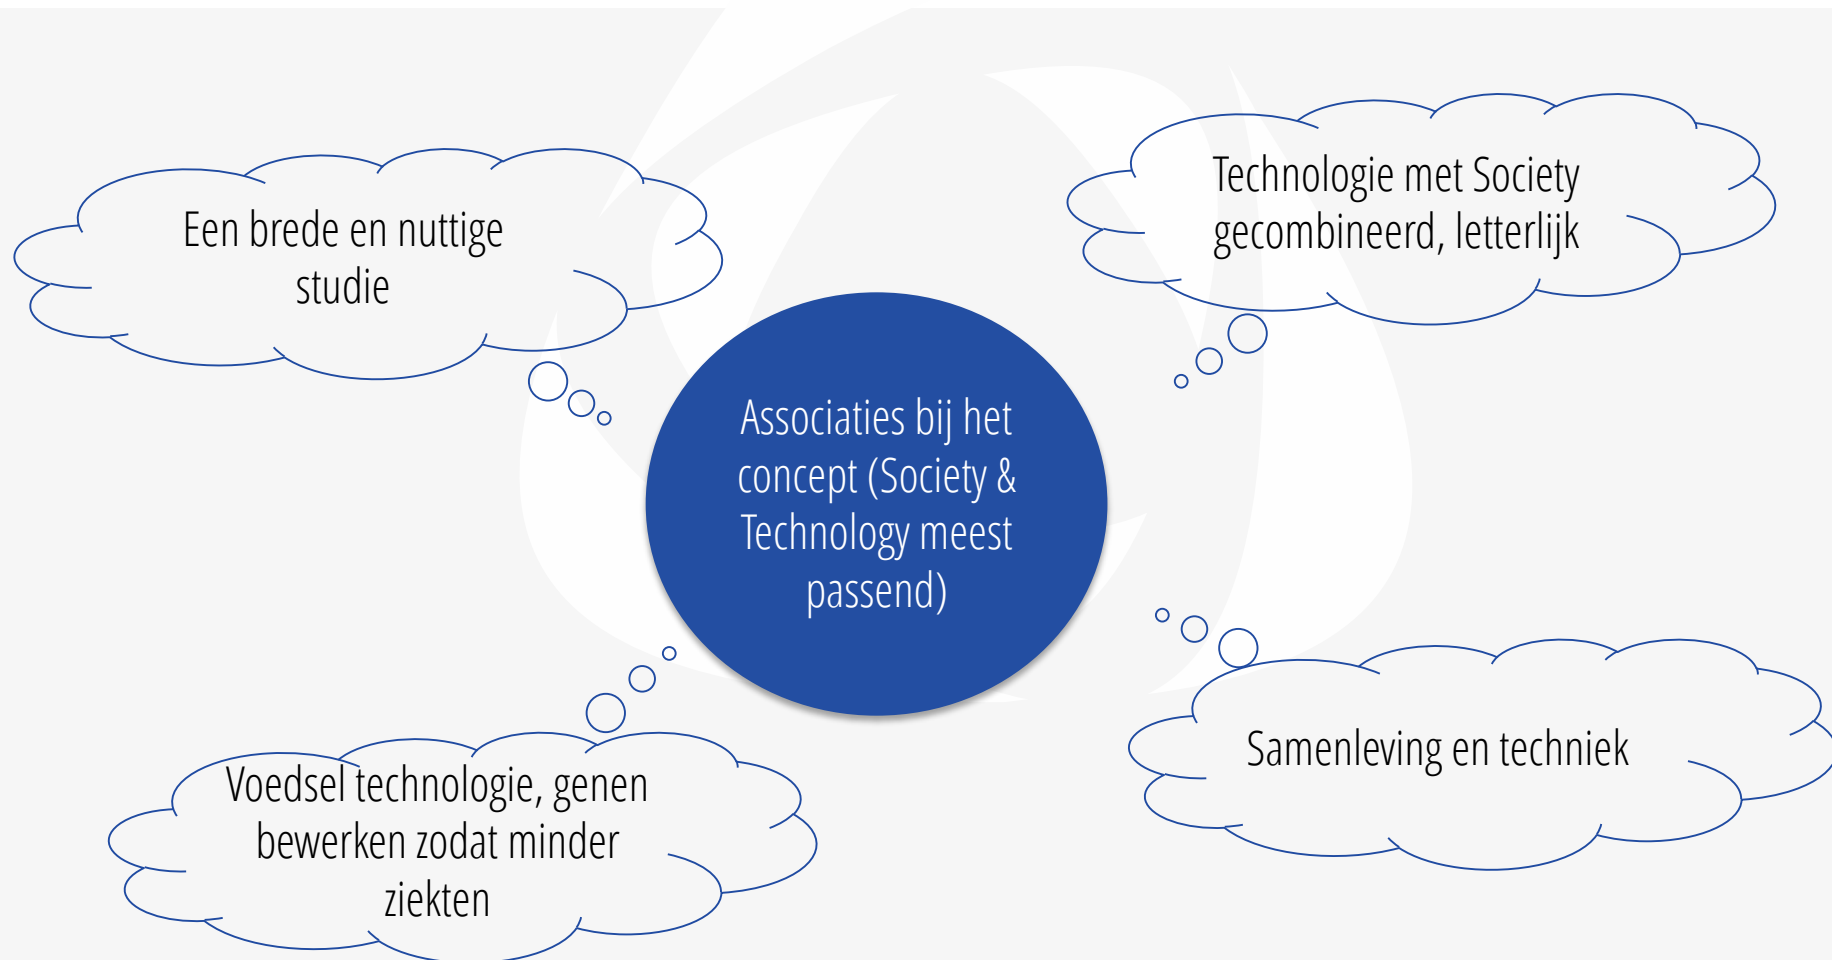 Een brede en nuttige
studie
Technologie met Society
gecombineerd, letterlijk
Associaties bij het
concept (Society &
Technology meest
passend)
Voedsel technologie, genen
bewerken zodat minder
ziekten
Samenleving en techniek